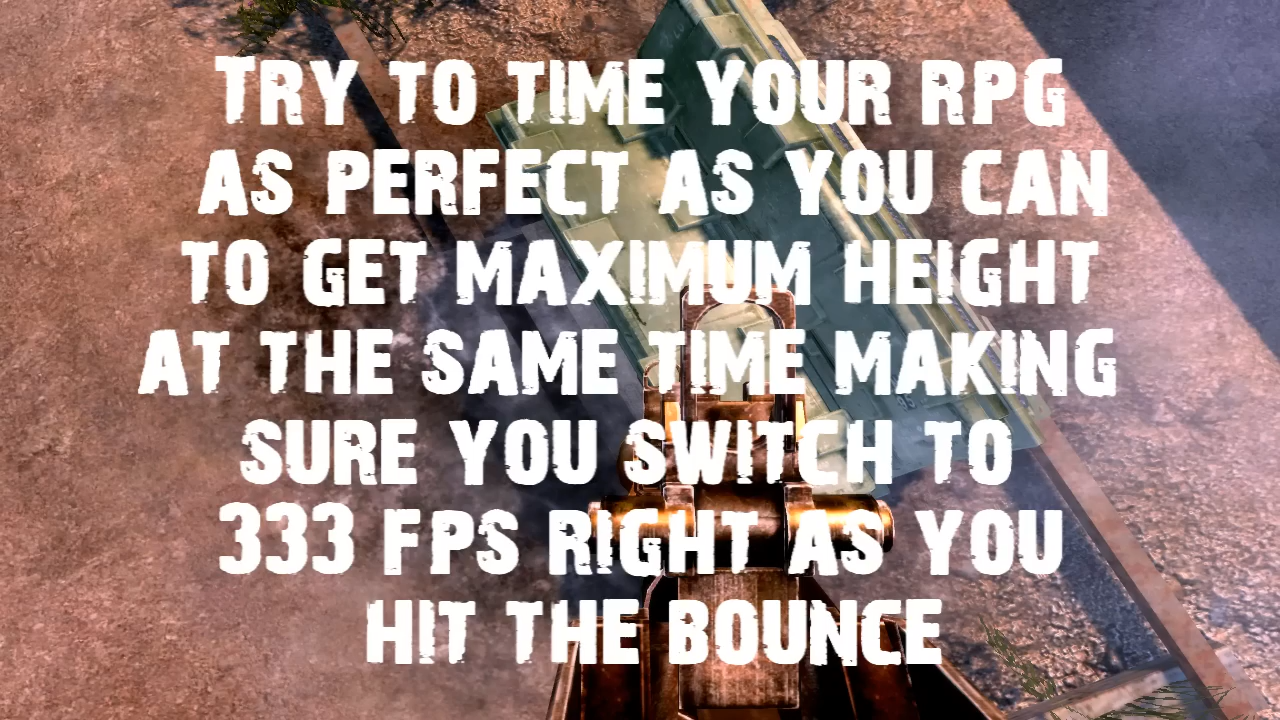 TRY TO TIME YOUR RPG
AS PERFECT AS YOU CAN
TO GET MAXIMUM HEIGHT
AT THE SAME TIME MAKING
SURE YOU SWITCH TO
333 FPS RIGHT AS YOU
HIT THE BOUNCE